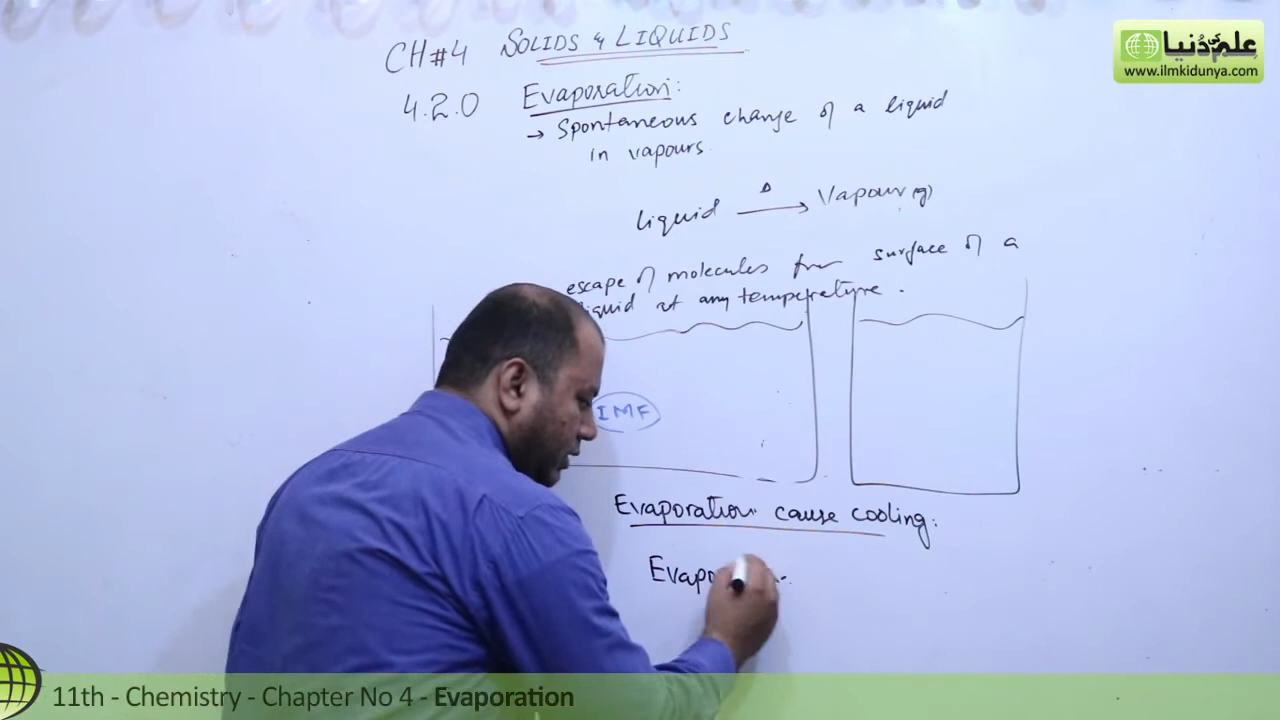 CH#4 SOLIDS & LIQUIDS
4.2.0 Evaporation:
→ Spontaneous change of a liquid
in vapours.
liquid Δ → Vapour(g)
escape of molecules from surface of a
liquid at any temperature.
IMF
Evaporation cause cooling:
علم کی دُنیا
www.ilmkidunya.com
11th - Chemistry - Chapter No 4 - Evaporation